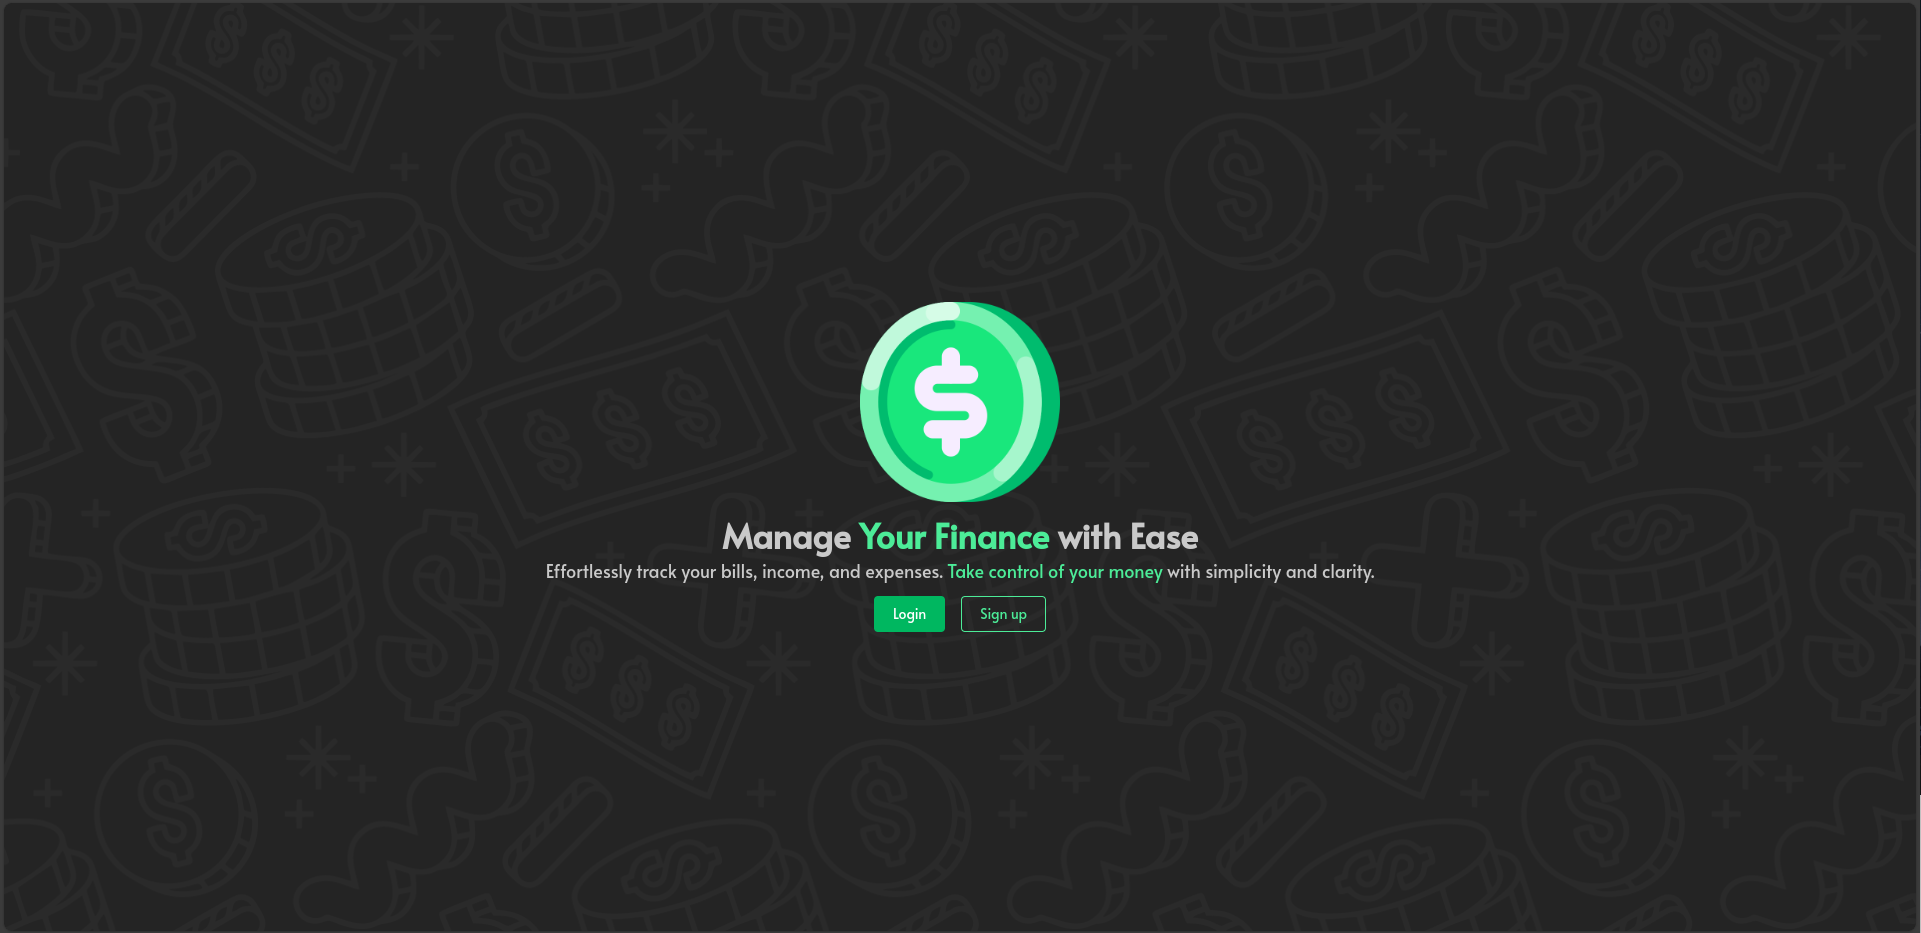 Manage Your Finance with Ease
Effortlessly track your bills, income, and expenses. Take control of your money with simplicity and clarity.
Login
Sign up